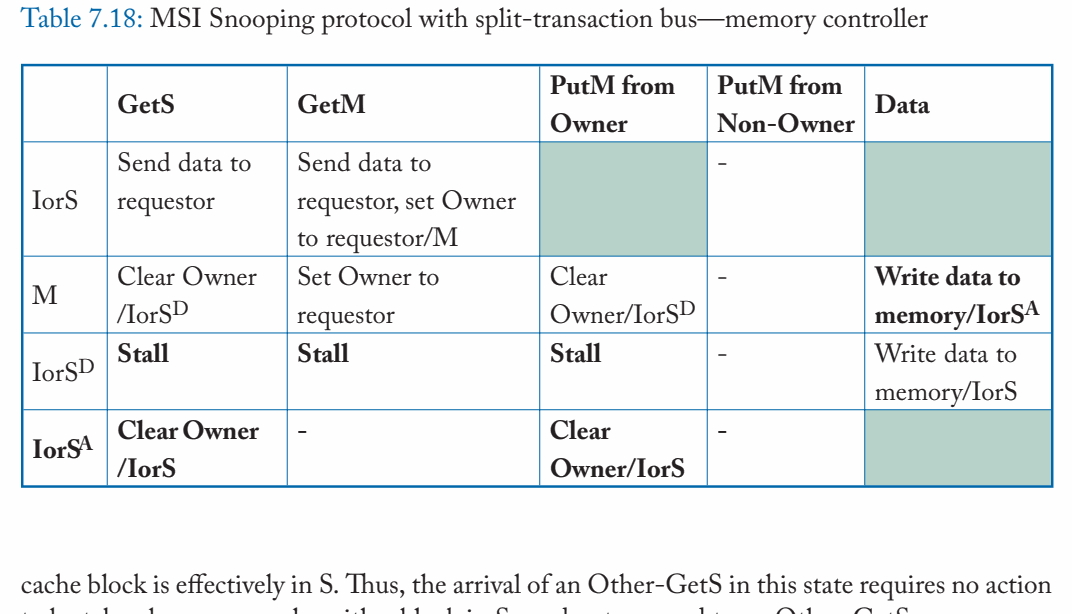 Table 7.18: MSI Snooping protocol with split-transaction bus—memory controller
GetS GetM PutM from Owner PutM from Non-Owner Data
IorS Send data to requestor Send data to requestor, set Owner to requestor/M -
M Clear Owner /IorSD Set Owner to requestor Clear Owner/IorSD - Write data to memory/IorSA
IorSD Stall Stall Stall - Write data to memory/IorS
IorSA Clear Owner /IorS - Clear Owner/IorS -
cache block is effectively in S. Thus, the arrival of an Other-GetS in this state requires no action